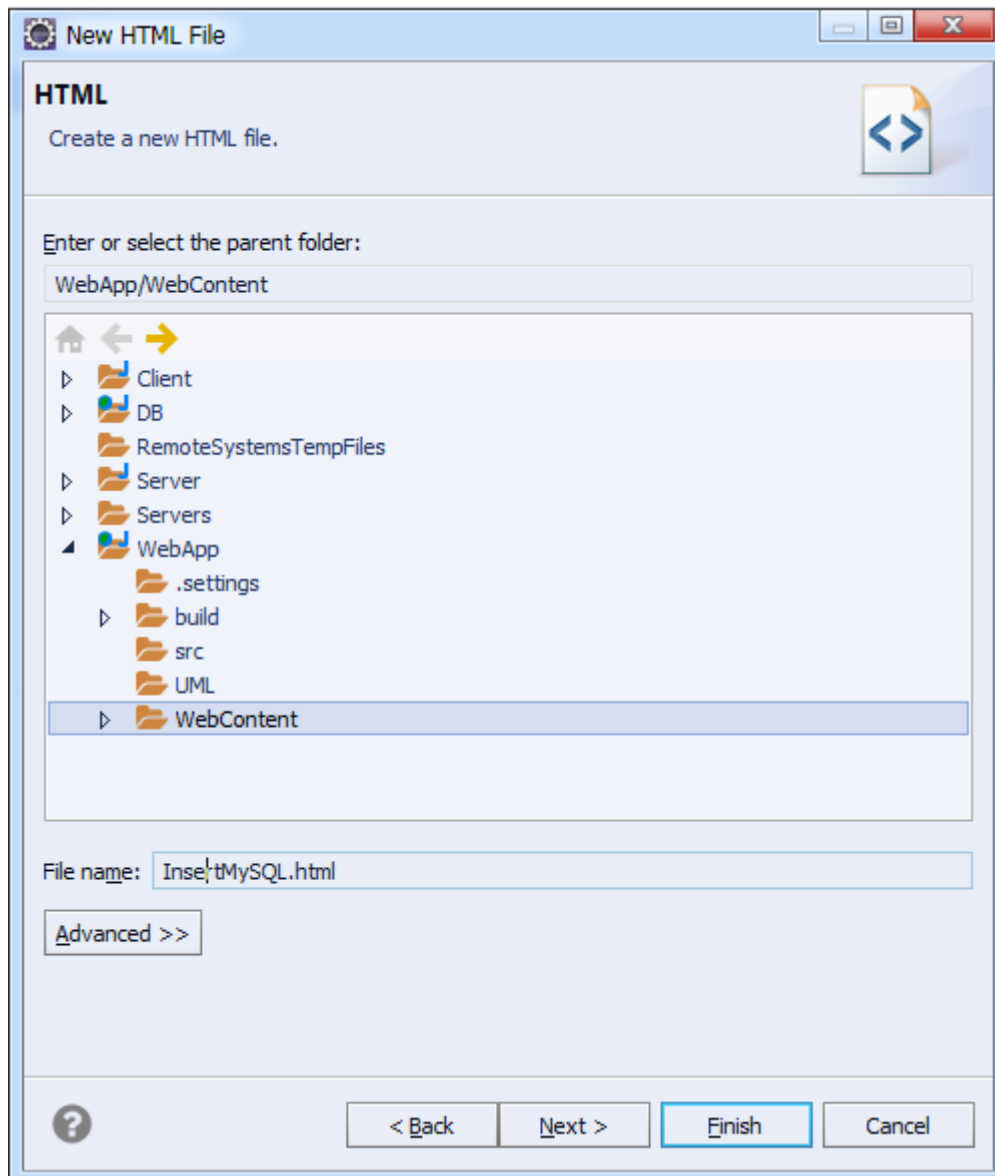 New HTML File
HTML
Create a new HTML file.
Enter or select the parent folder:
WebApp/WebContent
Client
DB
RemoteSystemsTempFiles
Server
Servers
WebApp
.settings
build
src
UML
WebContent
File name: InsertMySQL.html
Advanced >>
< Back Next > Finish Cancel